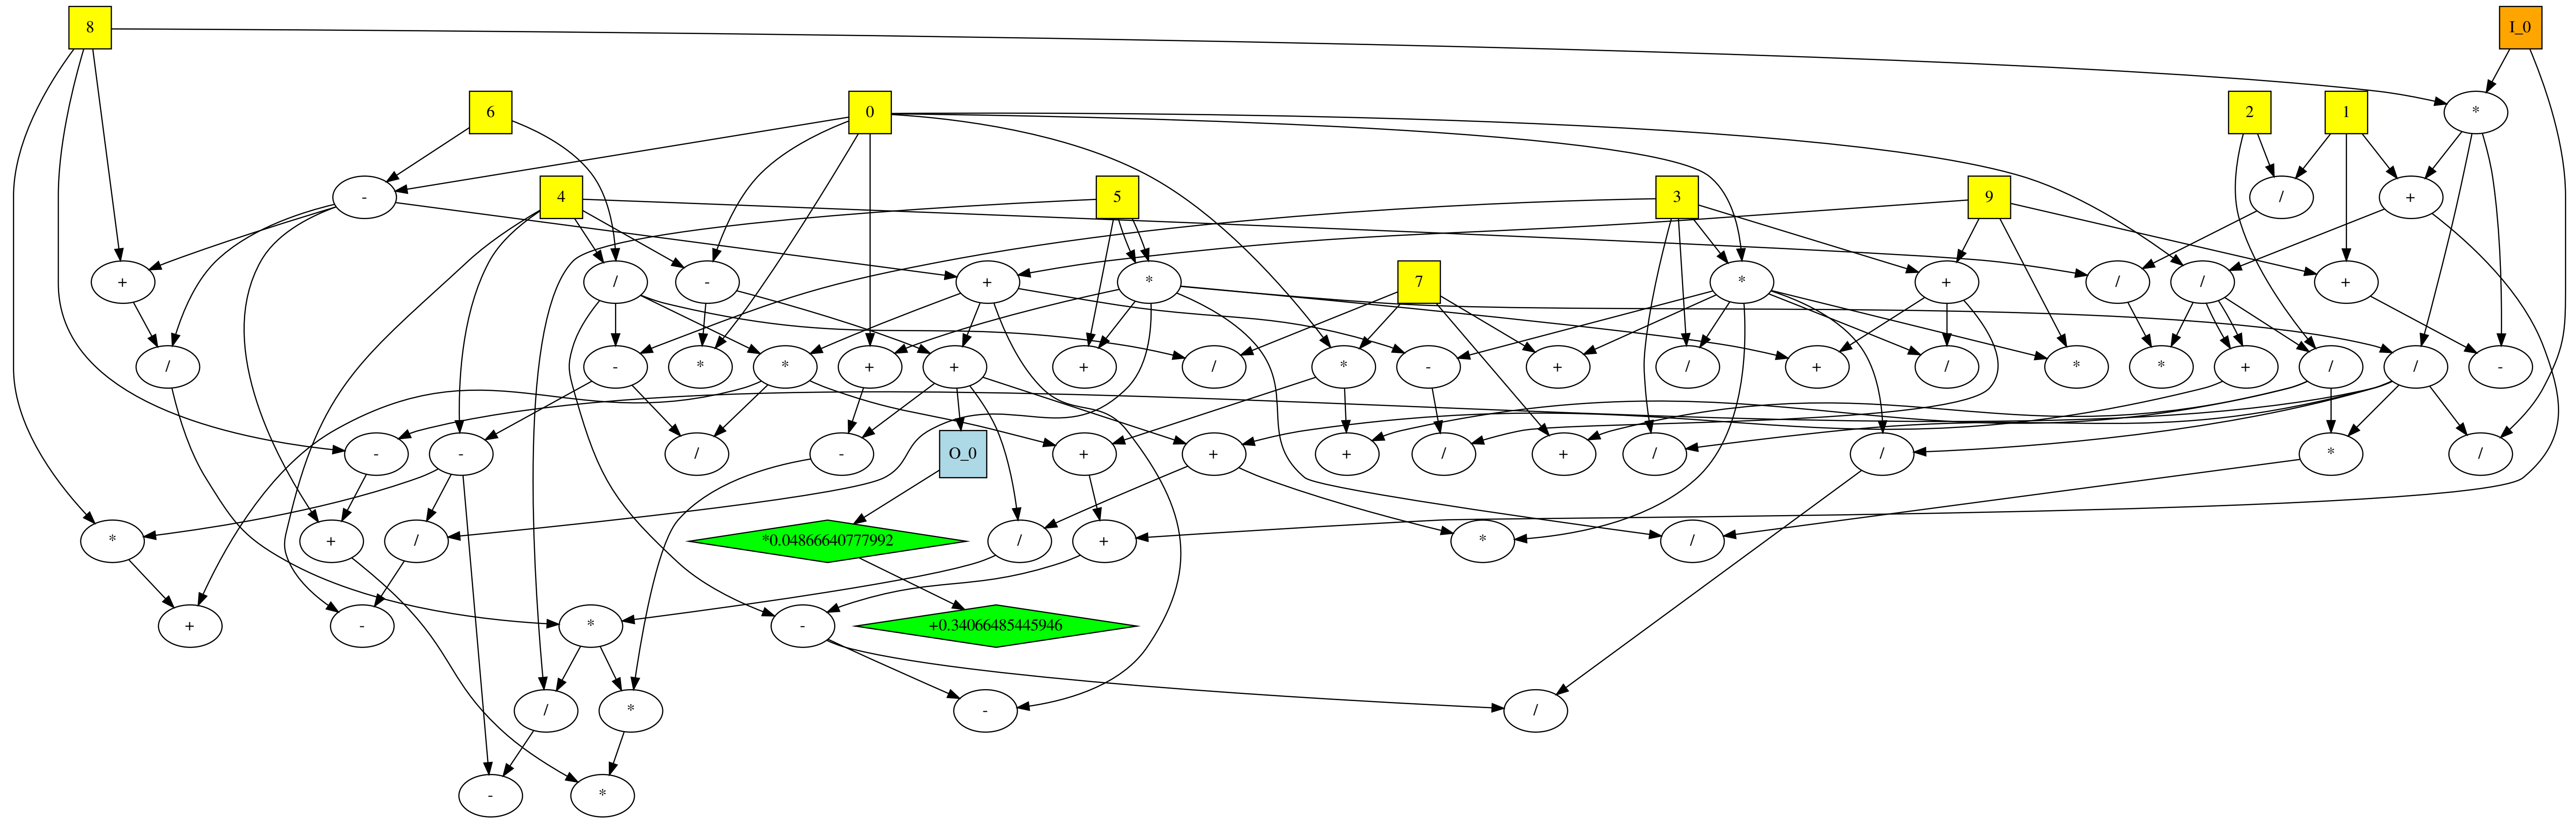 8 I_0
6 0 2 1 *
- 4 5 3 9 / +
+ / - + * 7 * + / / +
/ - * * + + + / * - + / + / * * + / / -
- - / - O_0 + + + / + / / * /
* + / *0.04866640777992 / + * /
+ - * - +0.34066485445946
/ * - /
- *